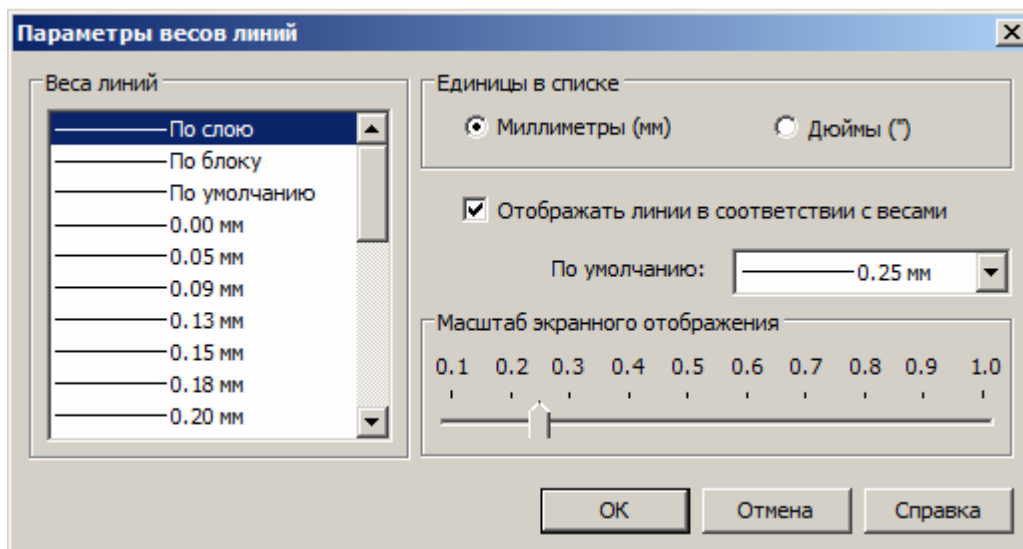 Параметры весов линий
Веса линий
По слою
По блоку
По умолчанию
0.00 мм
0.05 мм
0.09 мм
0.13 мм
0.15 мм
0.18 мм
0.20 мм
Единицы в списке
Миллиметры (мм)
Дюймы (")
Отображать линии в соответствии с весами
По умолчанию: 0.25 мм
Масштаб экранного отображения
0.1 0.2 0.3 0.4 0.5 0.6 0.7 0.8 0.9 1.0
ОК Отмена Справка